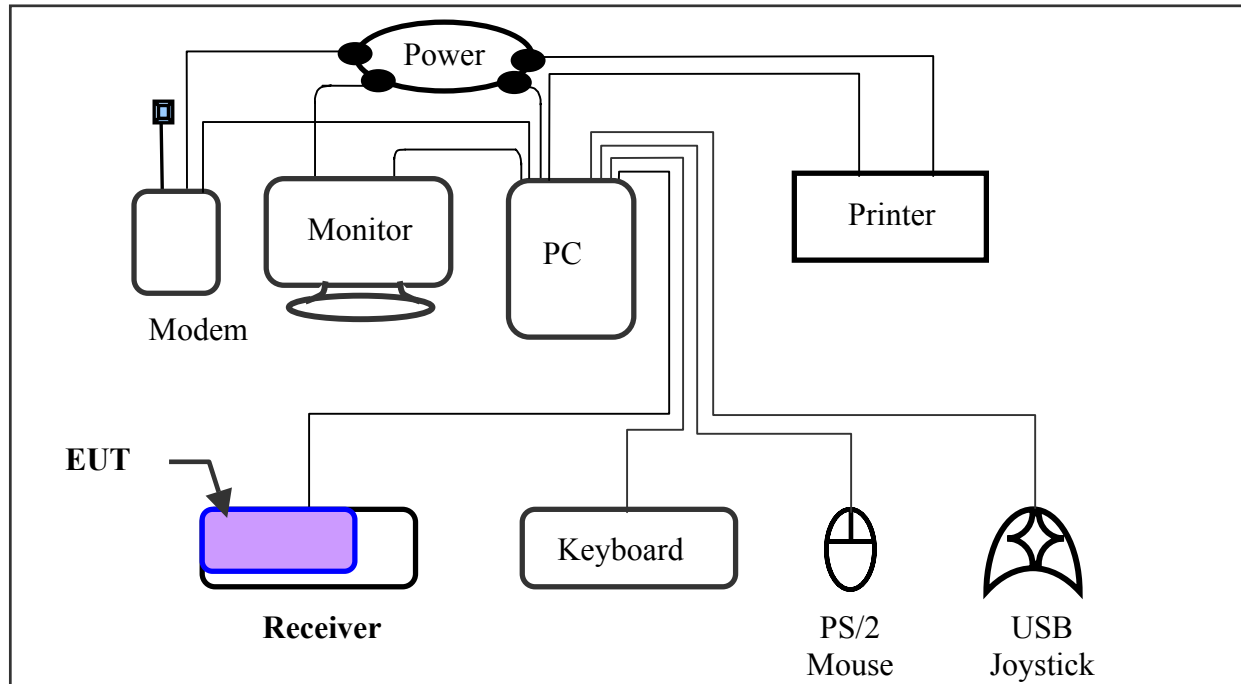 Power
Monitor
PC
Printer
Modem
EUT
Keyboard
Receiver
PS/2
Mouse
USB
Joystick